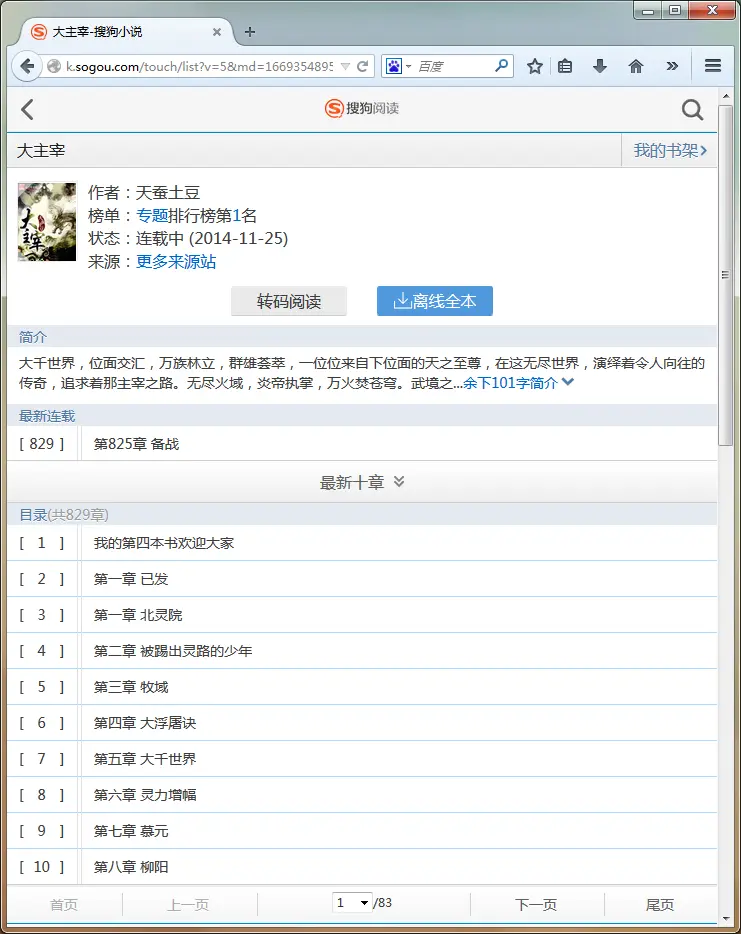 大主宰-搜狗小说
k.sogou.com/touch/list?v=5&md=1669354895
百度
搜狗阅读
大主宰
我的书架
大主宰
作者：天蚕土豆
榜单：专题排行榜第1名
状态：连载中 (2014-11-25)
来源：更多来源站
转码阅读
离线全本
简介
大千世界，位面交汇，万族林立，群雄荟萃，一位位来自下位面的天之至尊，在这无尽世界，演绎着令人向往的
传奇，追求着那主宰之路。无尽火域，炎帝执掌，万火焚苍穹。武境之...余下101字简介
最新连载
[ 829 ] 第825章 备战
最新十章
目录(共829章)
[ 1 ] 我的第四本书欢迎大家
[ 2 ] 第一章 已发
[ 3 ] 第一章 北灵院
[ 4 ] 第二章 被踢出灵路的少年
[ 5 ] 第三章 牧域
[ 6 ] 第四章 大浮屠诀
[ 7 ] 第五章 大千世界
[ 8 ] 第六章 灵力增幅
[ 9 ] 第七章 慕元
[ 10 ] 第八章 柳阳
首页
上一页
1 /83
下一页
尾页